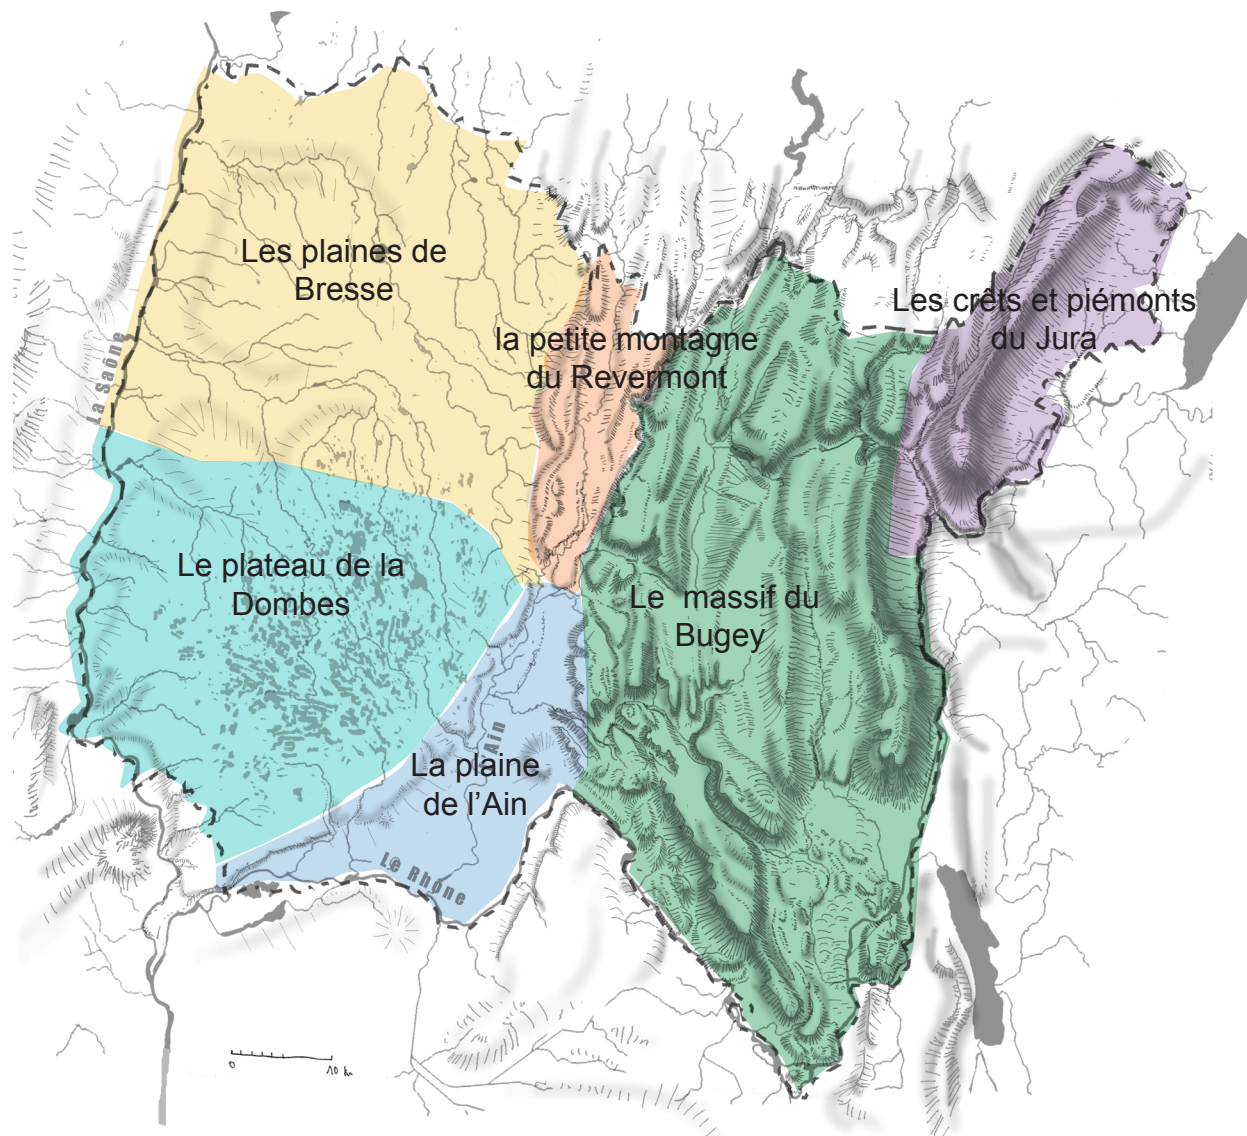 Les plaines de
Bresse
Les crêts et piémonts
du Jura
la petite montagne
du Revermont
La Saône
Le plateau de la
Dombes
Le massif du
Bugey
Ain
La plaine
de l'Ain
Le Rhône
0 10 km